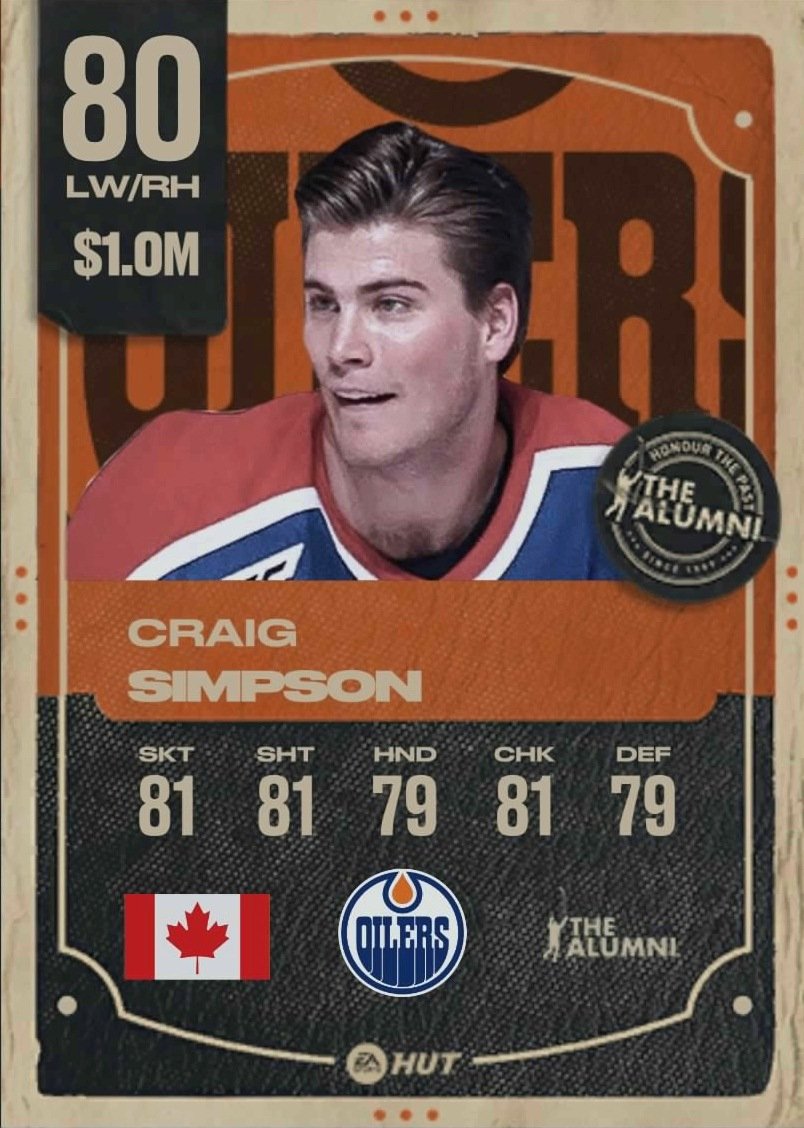 80
LW/RH
$1.0M
OILERS
HONOUR THE PAST
THE
ALUMNI
CRAIG
SIMPSON
SKT SHT HND CHK DEF
81 81 79 81 79
OILERS
THE
ALUMNI
EA
HUT